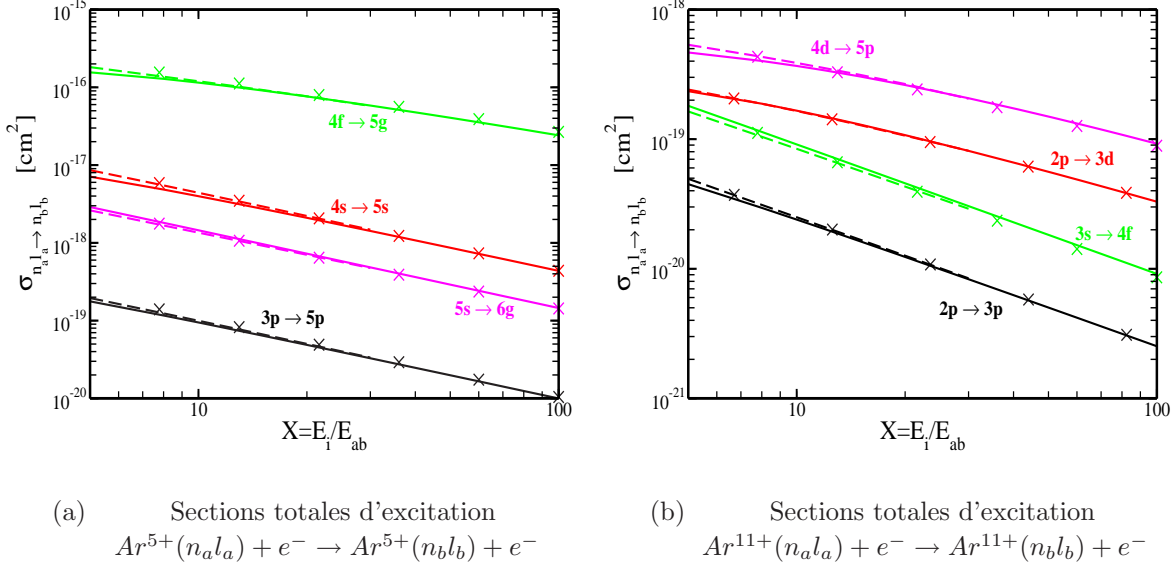 10^-15
10^-16
10^-17
10^-18
10^-19
10^-20
σ_{n_a l_a → n_b l_b} [cm^2]
4f → 5g
4s → 5s
5s → 6g
3p → 5p
10 100
X=E_i/E_ab
10^-18
10^-19
10^-20
10^-21
σ_{n_a l_a → n_b l_b} [cm^2]
4d → 5p
2p → 3d
3s → 4f
2p → 3p
10 100
X=E_i/E_ab
(a) Sections totales d'excitation
Ar^{5+}(n_a l_a) + e^- → Ar^{5+}(n_b l_b) + e^-
(b) Sections totales d'excitation
Ar^{11+}(n_a l_a) + e^- → Ar^{11+}(n_b l_b) + e^-